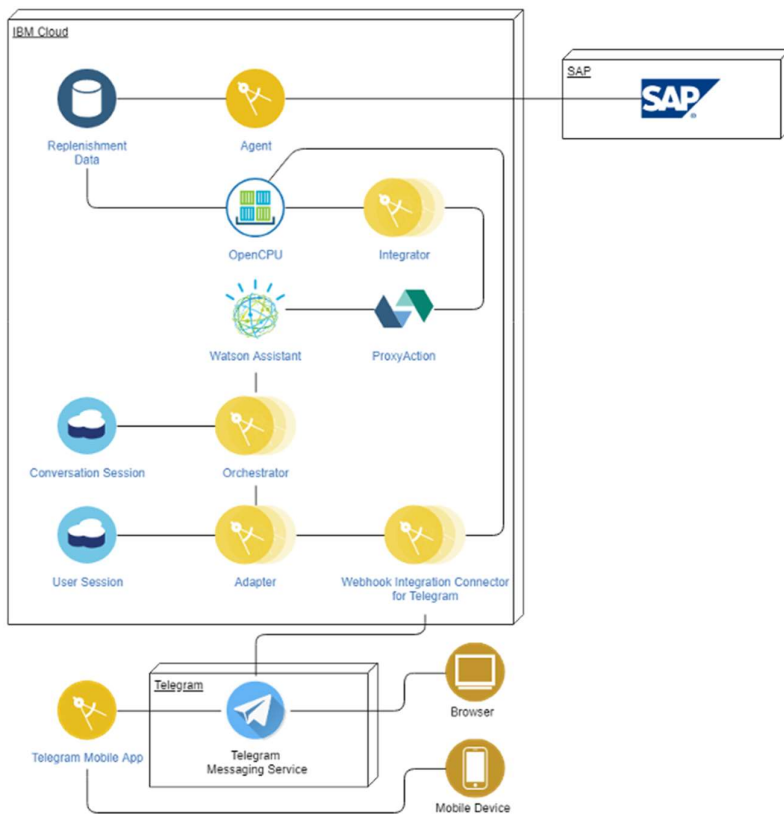 IBM Cloud
SAP
SAP
Replenishment
Data
Agent
OpenCPU
Integrator
Watson Assistant
ProxyAction
Conversation Session
Orchestrator
User Session
Adapter
Webhook Integration Connector
for Telegram
Telegram
Telegram Mobile App
Telegram
Messaging Service
Browser
Mobile Device